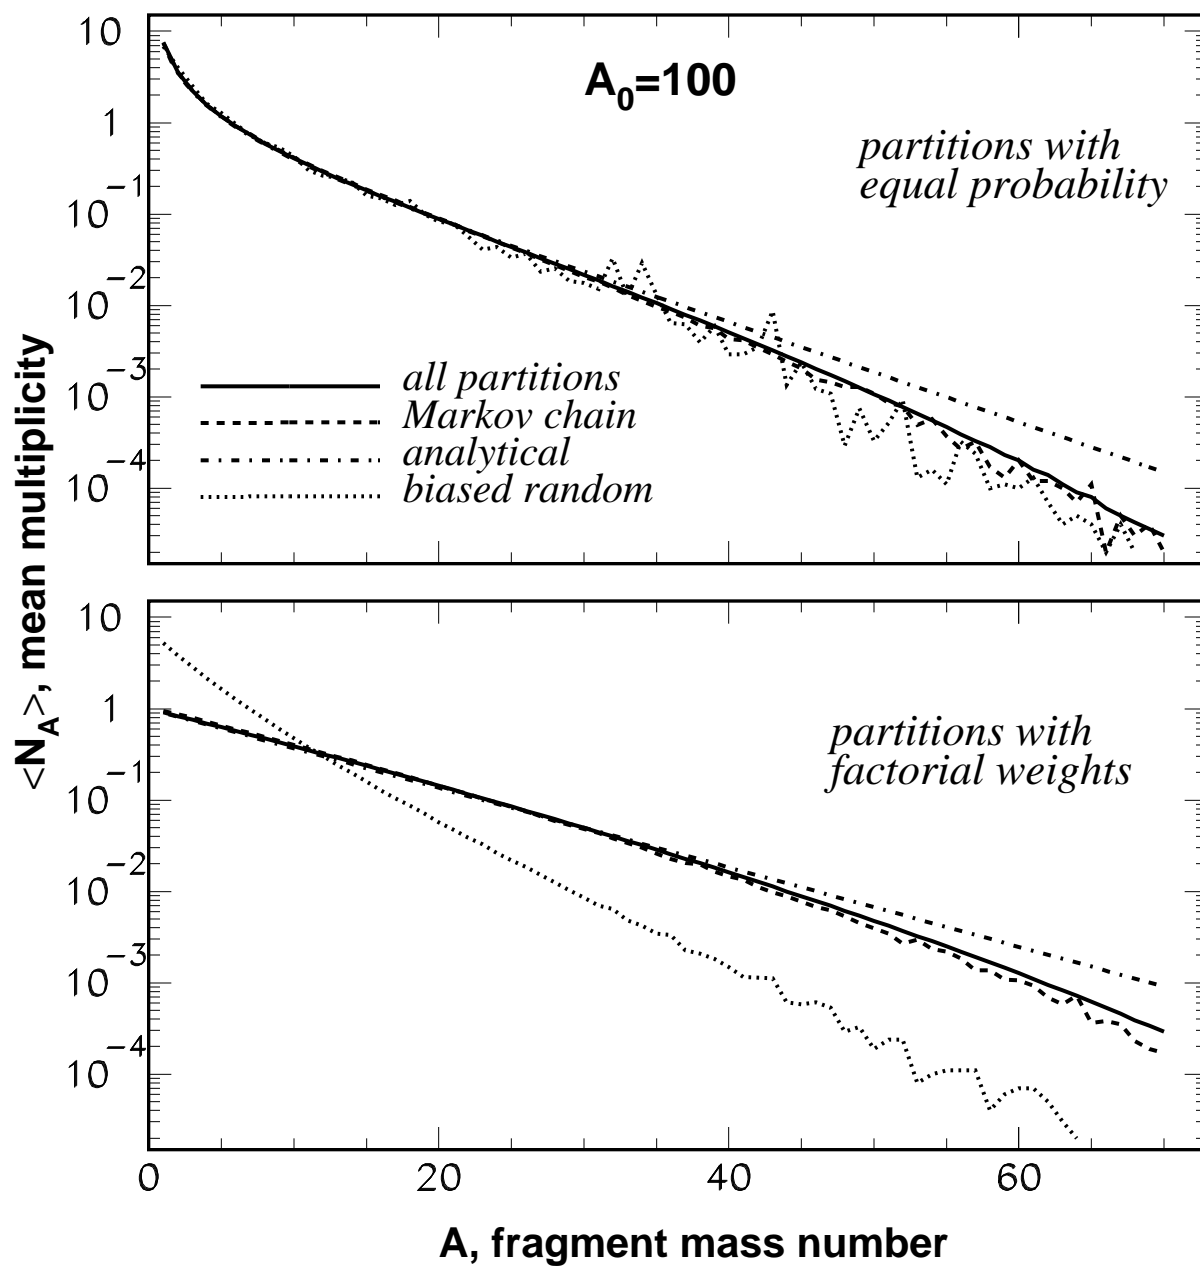 <N_A>, mean multiplicity
10
1
10^−1
10^−2
10^−3
10^−4
A_0=100
partitions with
equal probability
all partitions
Markov chain
analytical
biased random
10
1
10^−1
10^−2
10^−3
10^−4
partitions with
factorial weights
0 20 40 60
A, fragment mass number